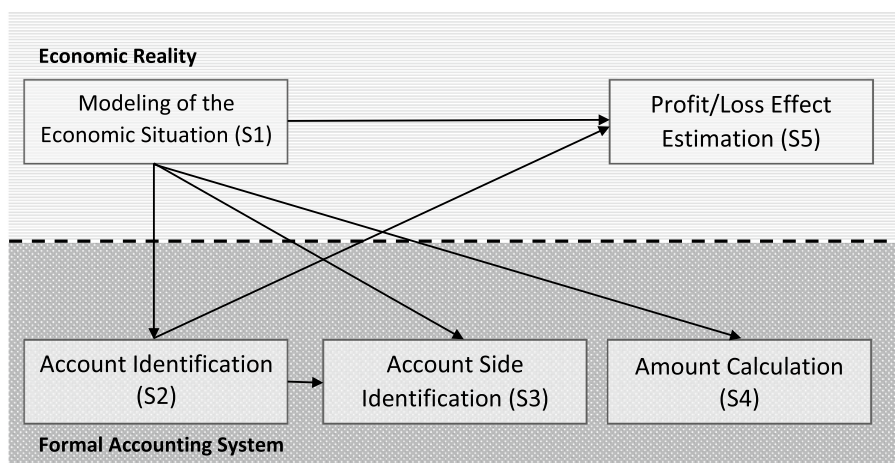 Economic Reality
Modeling of the
Economic Situation (S1)
Profit/Loss Effect
Estimation (S5)
Account Identification
(S2)
Account Side
Identification (S3)
Amount Calculation
(S4)
Formal Accounting System